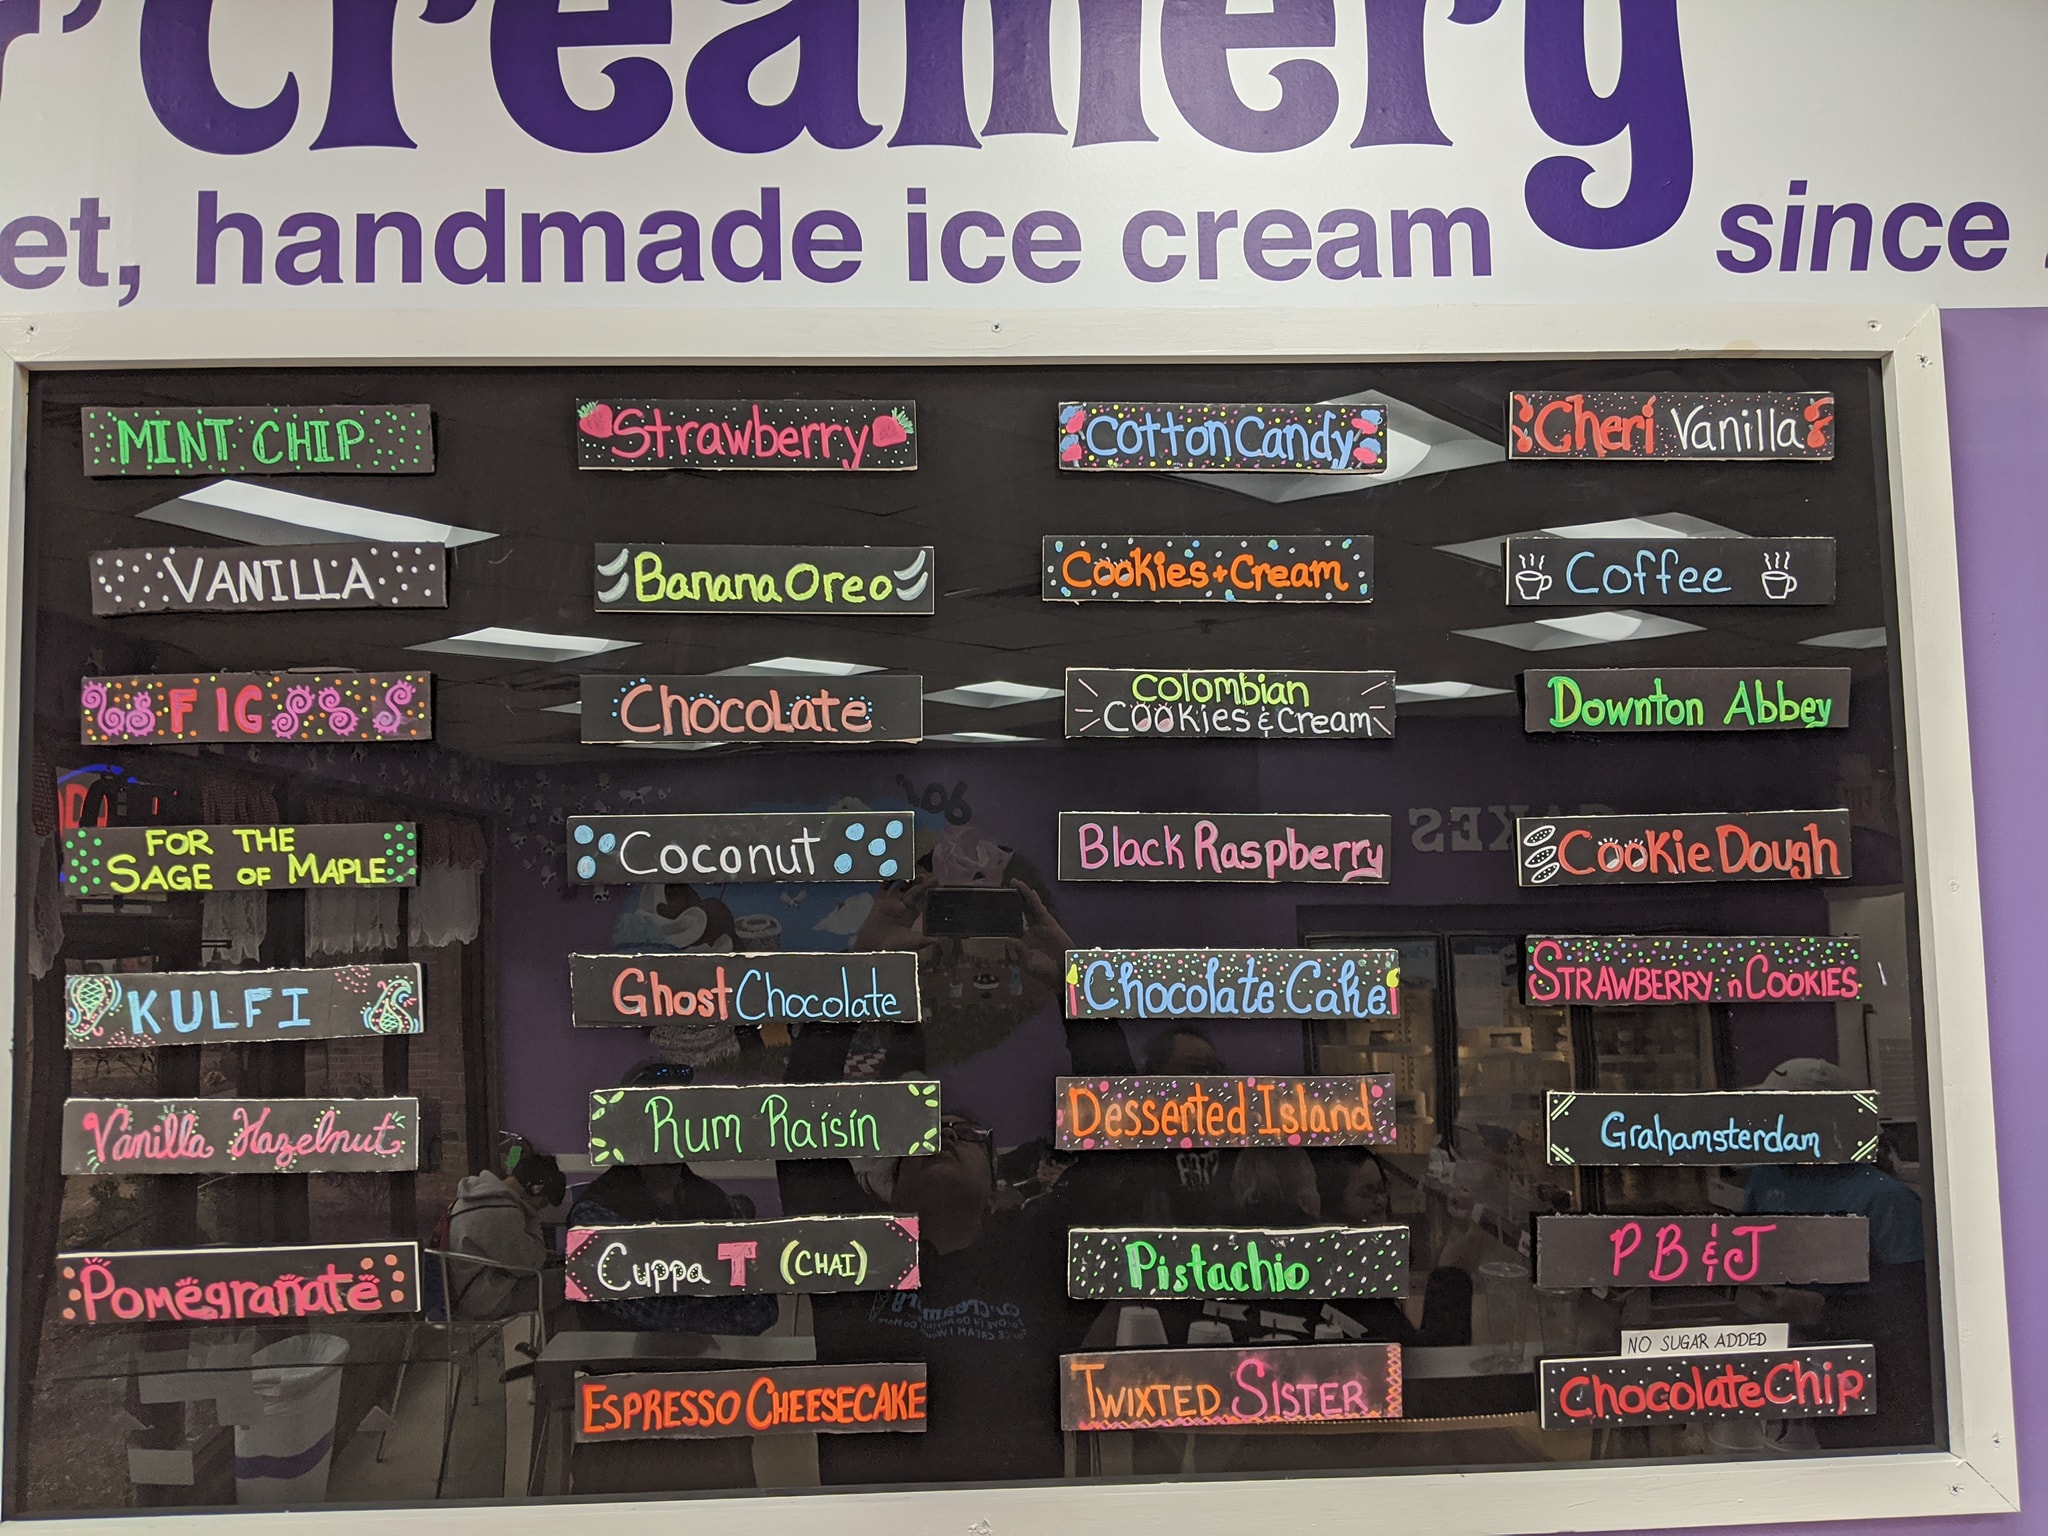 creamery
et, handmade ice cream since
MINT CHIP
VANILLA
FIGS
FOR THE
SAGE OF MAPLE
KULFI
Vanilla Hazelnut
Pomegranate
Strawberry
Banana Oreo
Chocolate
Coconut
Ghost Chocolate
Rum Raisin
Cuppa T (CHAI)
ESPRESSO CHEESECAKE
Cotton Candy
Cookies + Cream
Colombian
Cookies & Cream
Black Raspberry
Chocolate Cake
Desserted Island
Pistachio
TWIXTED SISTER
Cheri Vanilla
Coffee
Downton Abbey
Cookie Dough
STRAWBERRY n COOKIES
Grahamsterdam
PB & J
NO SUGAR ADDED
Chocolate Chip